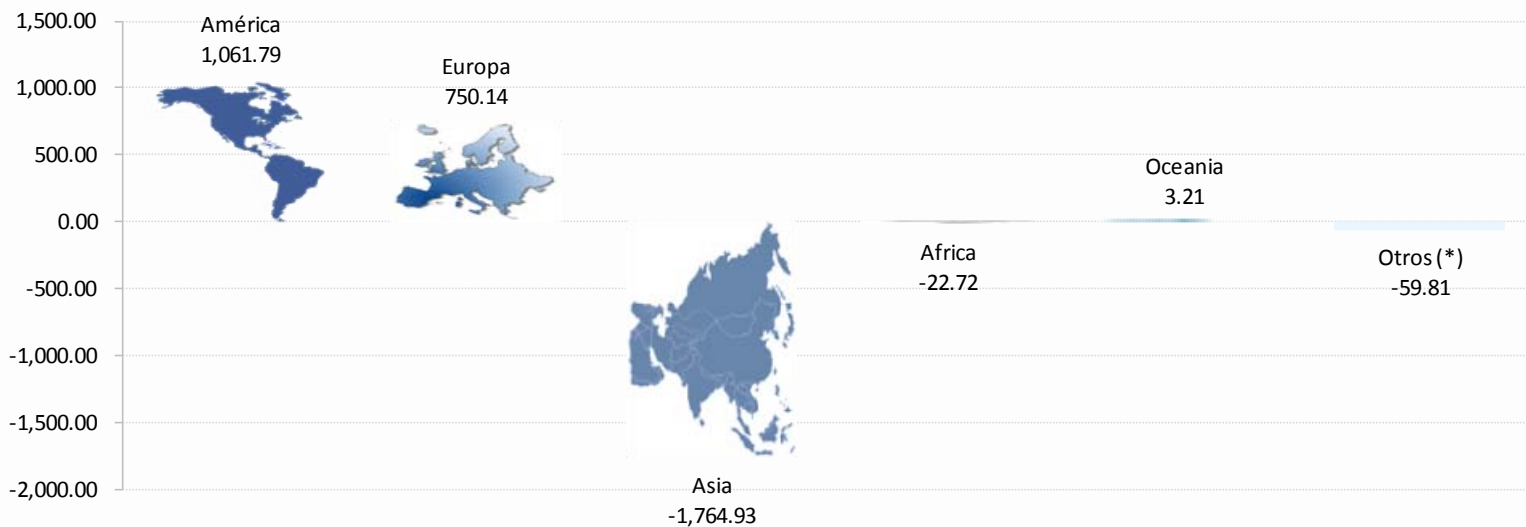 1,500.00
1,000.00
500.00
0.00
-500.00
-1,000.00
-1,500.00
-2,000.00
América
1,061.79
Europa
750.14
Asia
-1,764.93
Africa
-22.72
Oceania
3.21
Otros (*)
-59.81